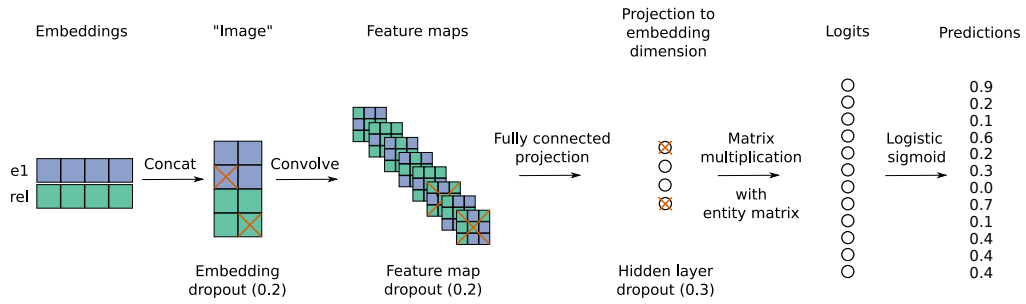 Embeddings
"Image"
Feature maps
Projection to
embedding
dimension
Logits
Predictions
e1
rel
Concat
Convolve
Fully connected
projection
Matrix
multiplication
with
entity matrix
Logistic
sigmoid
0.9
0.2
0.1
0.6
0.2
0.3
0.0
0.7
0.1
0.4
0.4
0.4
Embedding
dropout (0.2)
Feature map
dropout (0.2)
Hidden layer
dropout (0.3)